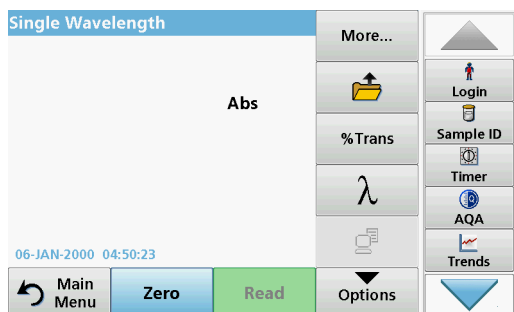 Single Wavelength
More...
Abs
%Trans
λ
06-JAN-2000 04:50:23
Main
Menu
Zero
Read
Options
Login
Sample ID
Timer
AQA
Trends